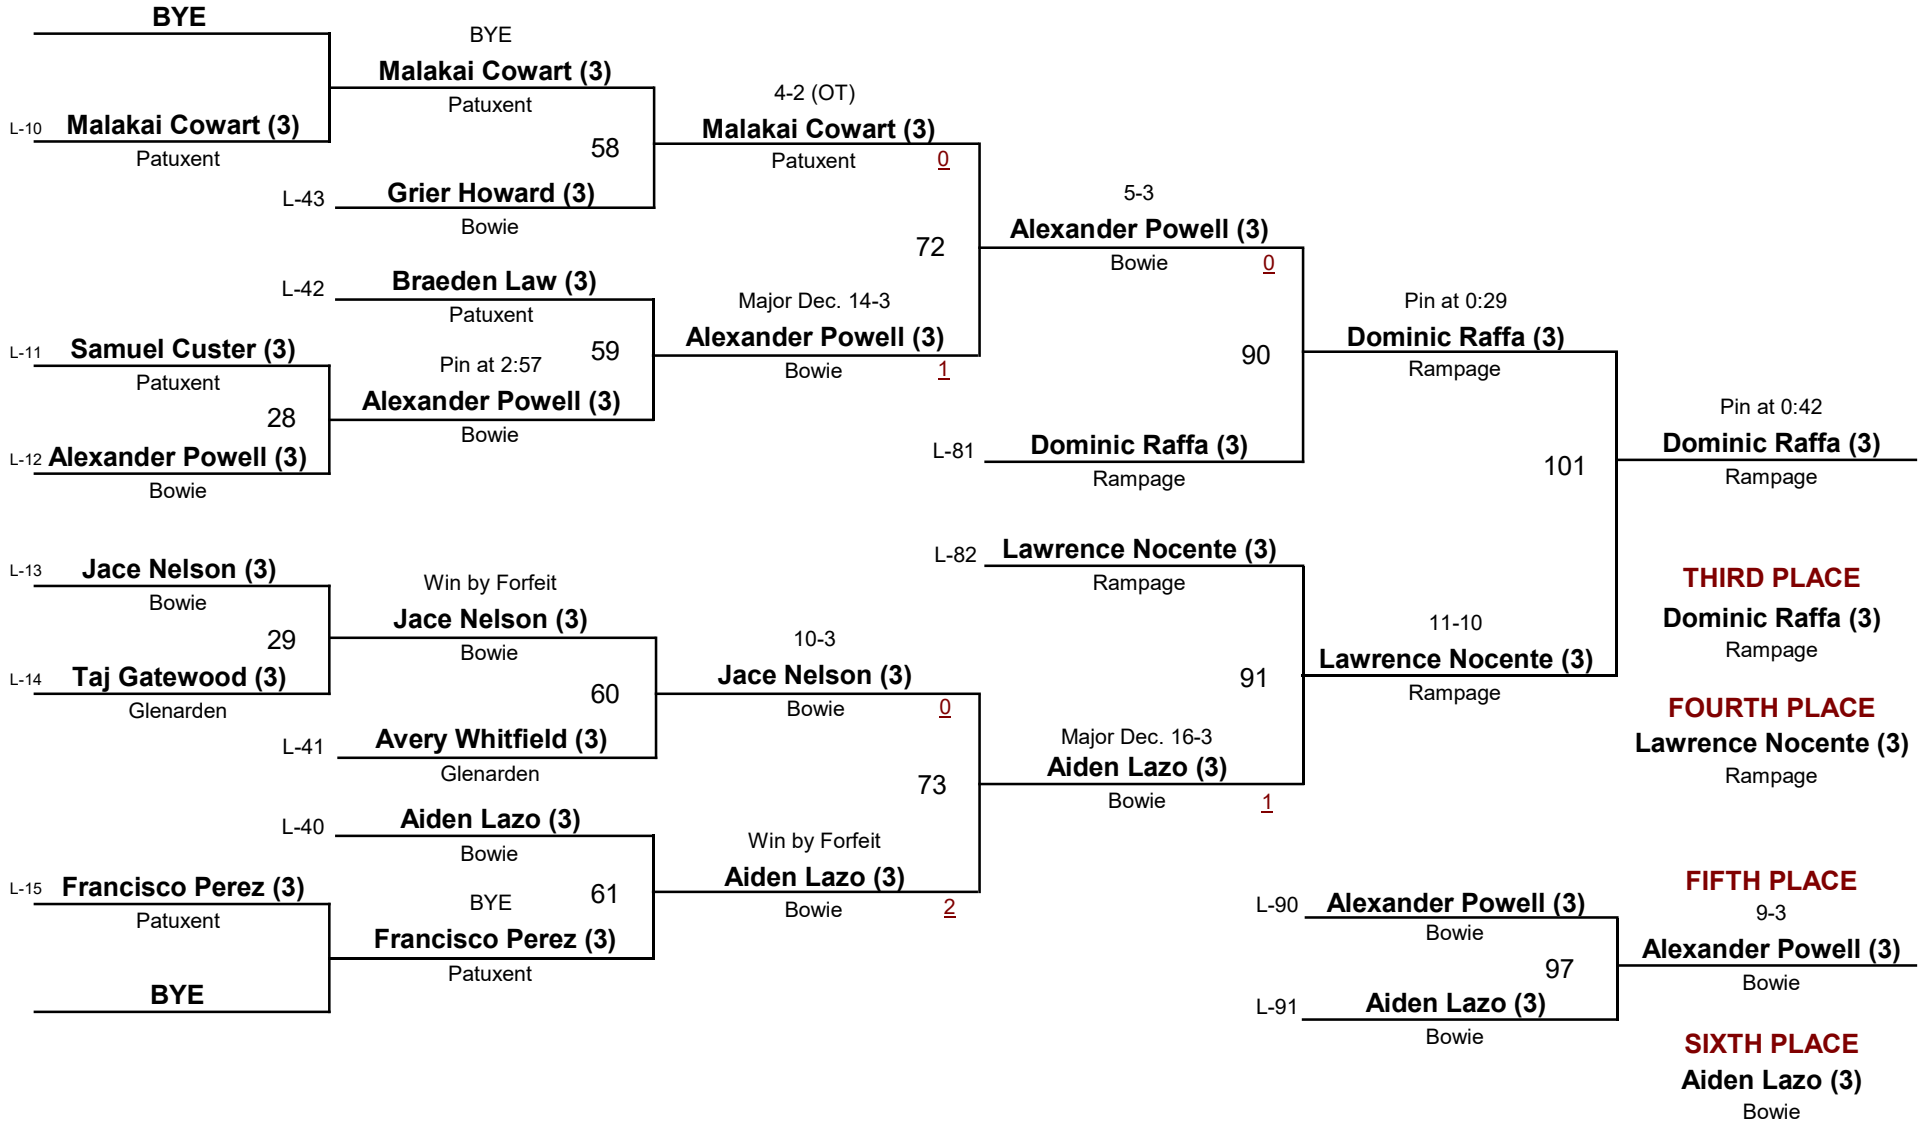 BYE
L-10 Malakai Cowart (3)
Patuxent
L-11 Samuel Custer (3)
Patuxent
28
L-12 Alexander Powell (3)
Bowie
L-13 Jace Nelson (3)
Bowie
29
L-14 Taj Gatewood (3)
Glenarden
L-15 Francisco Perez (3)
Patuxent
BYE
BYE
Malakai Cowart (3)
Patuxent
58
L-43 Grier Howard (3)
Bowie
L-42 Braeden Law (3)
Patuxent
59
Pin at 2:57
Alexander Powell (3)
Bowie
Win by Forfeit
Jace Nelson (3)
Bowie
60
L-41 Avery Whitfield (3)
Glenarden
L-40 Aiden Lazo (3)
Bowie
61
BYE
Francisco Perez (3)
Patuxent
4-2 (OT)
Malakai Cowart (3)
Patuxent 0
72
Major Dec. 14-3
Alexander Powell (3)
Bowie 1
10-3
Jace Nelson (3)
Bowie 0
73
Win by Forfeit
Aiden Lazo (3)
Bowie 2
5-3
Alexander Powell (3)
Bowie 0
90
L-81 Dominic Raffa (3)
Rampage
L-82 Lawrence Nocente (3)
Rampage
91
Major Dec. 16-3
Aiden Lazo (3)
Bowie 1
Pin at 0:29
Dominic Raffa (3)
Rampage
101
11-10
Lawrence Nocente (3)
Rampage
Pin at 0:42
Dominic Raffa (3)
Rampage
THIRD PLACE
Dominic Raffa (3)
Rampage
FOURTH PLACE
Lawrence Nocente (3)
Rampage
L-90 Alexander Powell (3)
Bowie
97
L-91 Aiden Lazo (3)
Bowie
FIFTH PLACE
9-3
Alexander Powell (3)
Bowie
SIXTH PLACE
Aiden Lazo (3)
Bowie